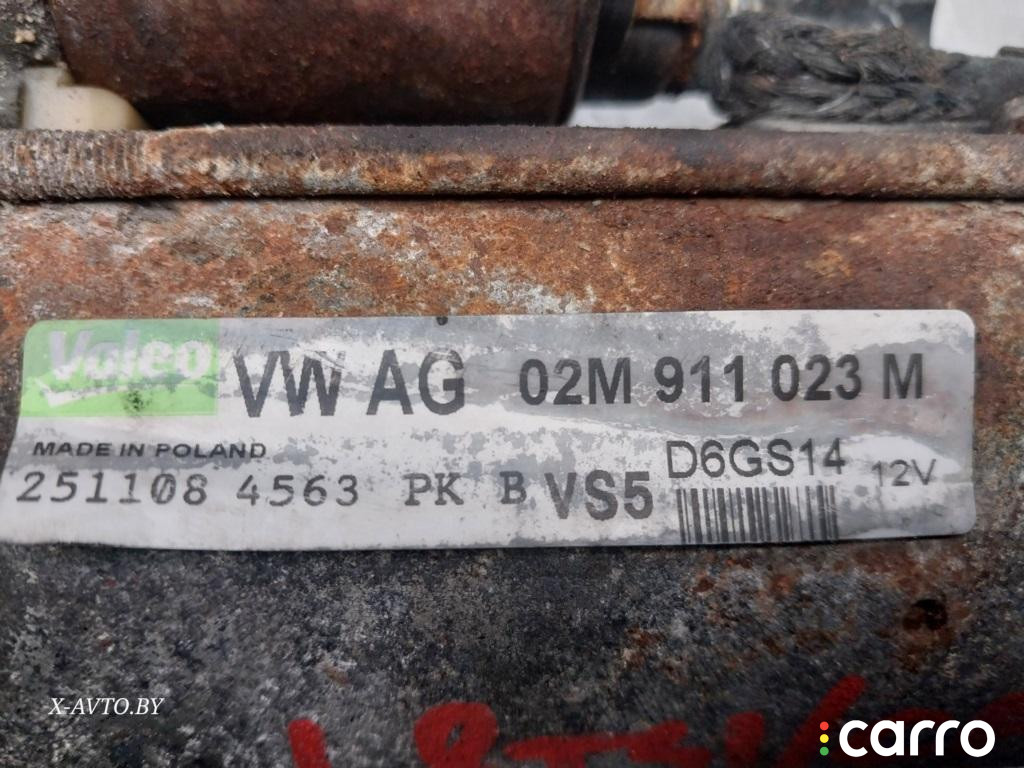 Valeo VW AG 02M 911 023 M
MADE IN POLAND
251108 4563 PK B VS5 D6GS14 12V
X-AVTO.BY
carro